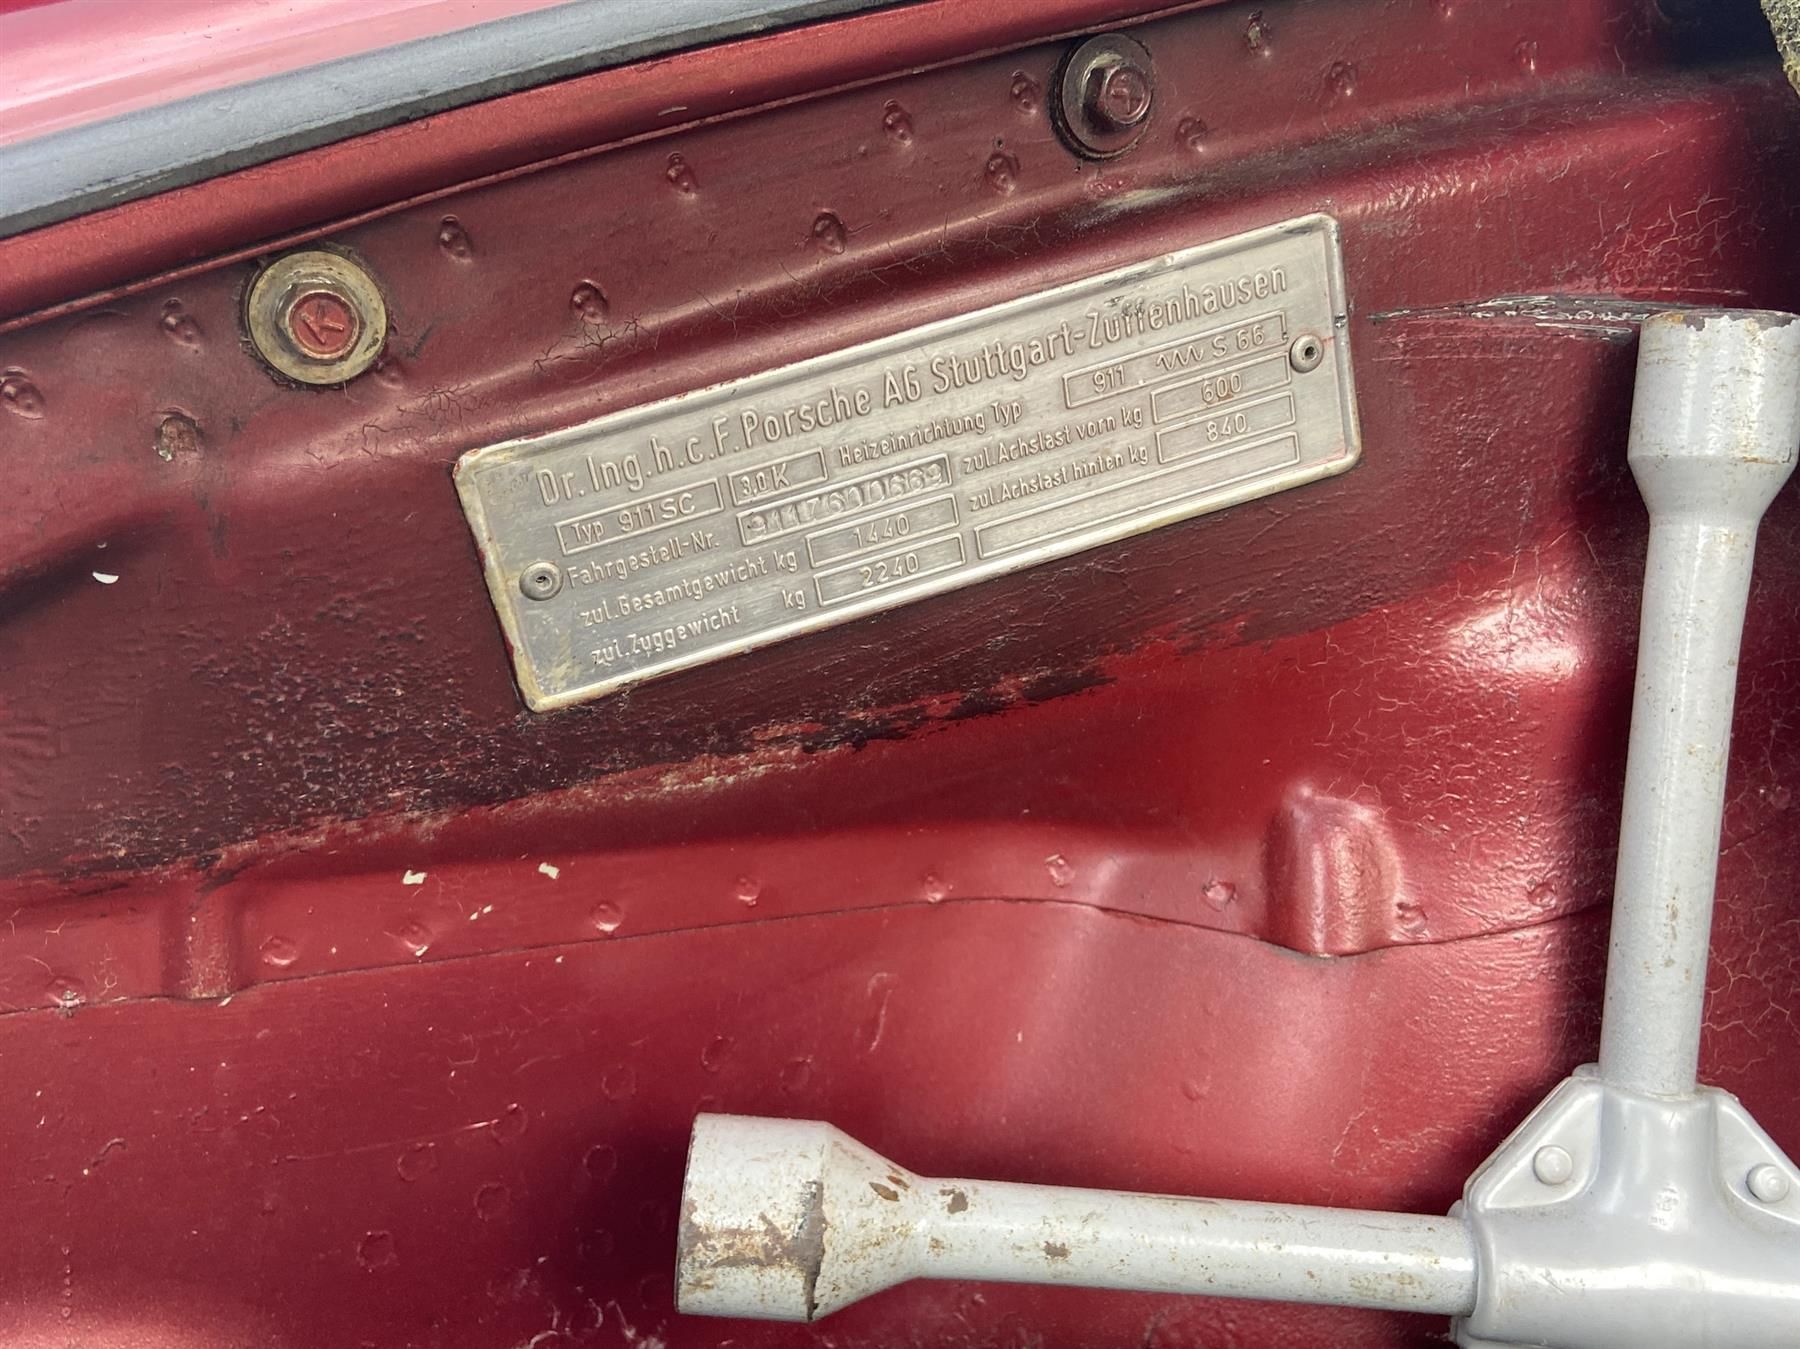 K
Dr. Ing.h.c.F. Porsche AG Stuttgart-Zuffenhausen
Typ 911 SC 3,0 K Heizeinrichtung Typ 911 S 66
Fahrgestell-Nr. 9117600669 zul. Achslast vorn kg 600
zul. Gesamtgewicht kg 1440 zul. Achslast hinten kg 840
zul. Zuggewicht kg 2240